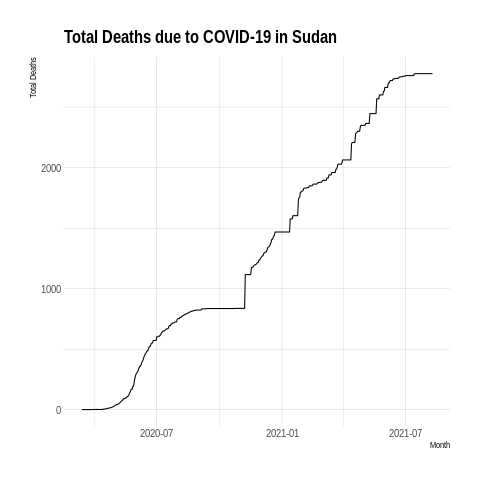 Total Deaths due to COVID-19 in Sudan
Total Deaths
2000
1000
0
2020-07
2021-01
2021-07
Month